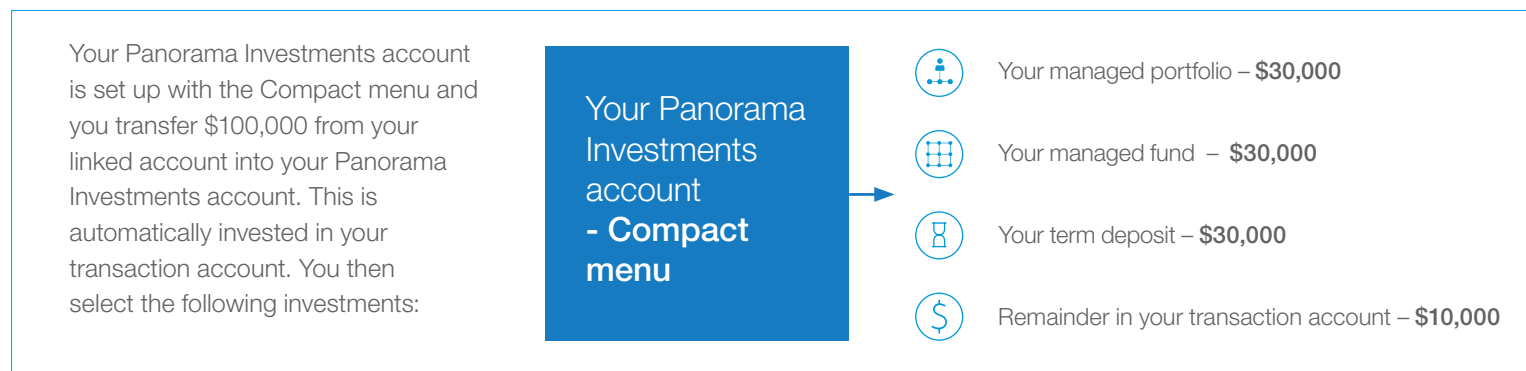 Your Panorama Investments account
is set up with the Compact menu and
you transfer $100,000 from your
linked account into your Panorama
Investments account. This is
automatically invested in your
transaction account. You then
select the following investments:
Your Panorama
Investments
account
- Compact
menu
Your managed portfolio – $30,000
Your managed fund – $30,000
Your term deposit – $30,000
Remainder in your transaction account – $10,000